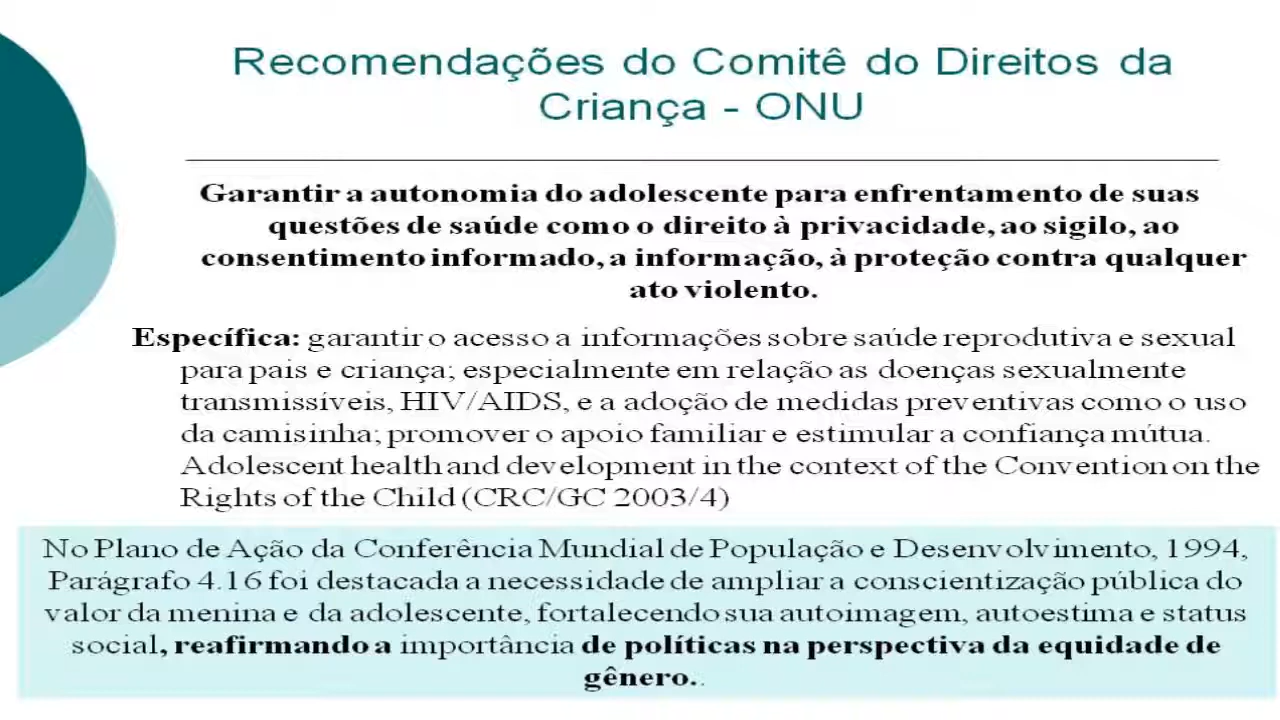 Recomendações do Comitê do Direitos da
Criança - ONU
Garantir a autonomia do adolescente para enfrentamento de suas
questões de saúde como o direito à privacidade, ao sigilo, ao
consentimento informado, a informação, à proteção contra qualquer
ato violento.
Específica: garantir o acesso a informações sobre saúde reprodutiva e sexual
para pais e criança; especialmente em relação as doenças sexualmente
transmissíveis, HIV/AIDS, e a adoção de medidas preventivas como o uso
da camisinha; promover o apoio familiar e estimular a confiança mútua.
Adolescent health and development in the context of the Convention on the
Rights of the Child (CRC/GC 2003/4)
No Plano de Ação da Conferência Mundial de População e Desenvolvimento, 1994,
Parágrafo 4.16 foi destacada a necessidade de ampliar a conscientização pública do
valor da menina e da adolescente, fortalecendo sua autoimagem, autoestima e status
social, reafirmando a importância de políticas na perspectiva da equidade de
gênero..